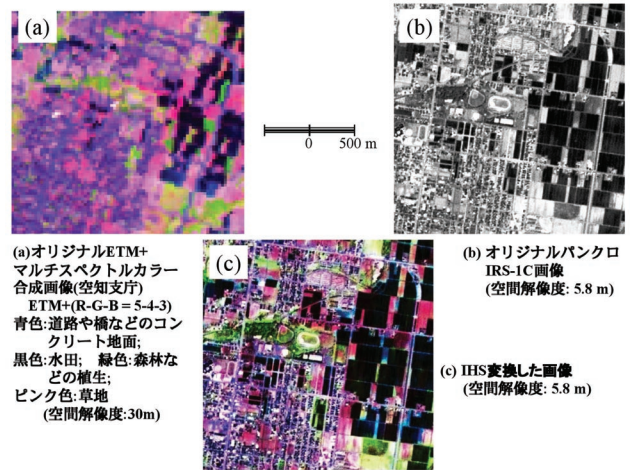 (a)
(b)
0 500 m
(a)オリジナルETM+
マルチスペクトルカラー
合成画像(空知支庁)
ETM+(R-G-B = 5-4-3)
青色:道路や橋などのコン
クリート地面;
黒色:水田; 緑色:森林な
どの植生;
ピンク色:草地
(空間解像度:30m)
(c)
(b) オリジナルパンクロ
IRS-1C画像
(空間解像度: 5.8 m)
(c) IHS変換した画像
(空間解像度: 5.8 m)